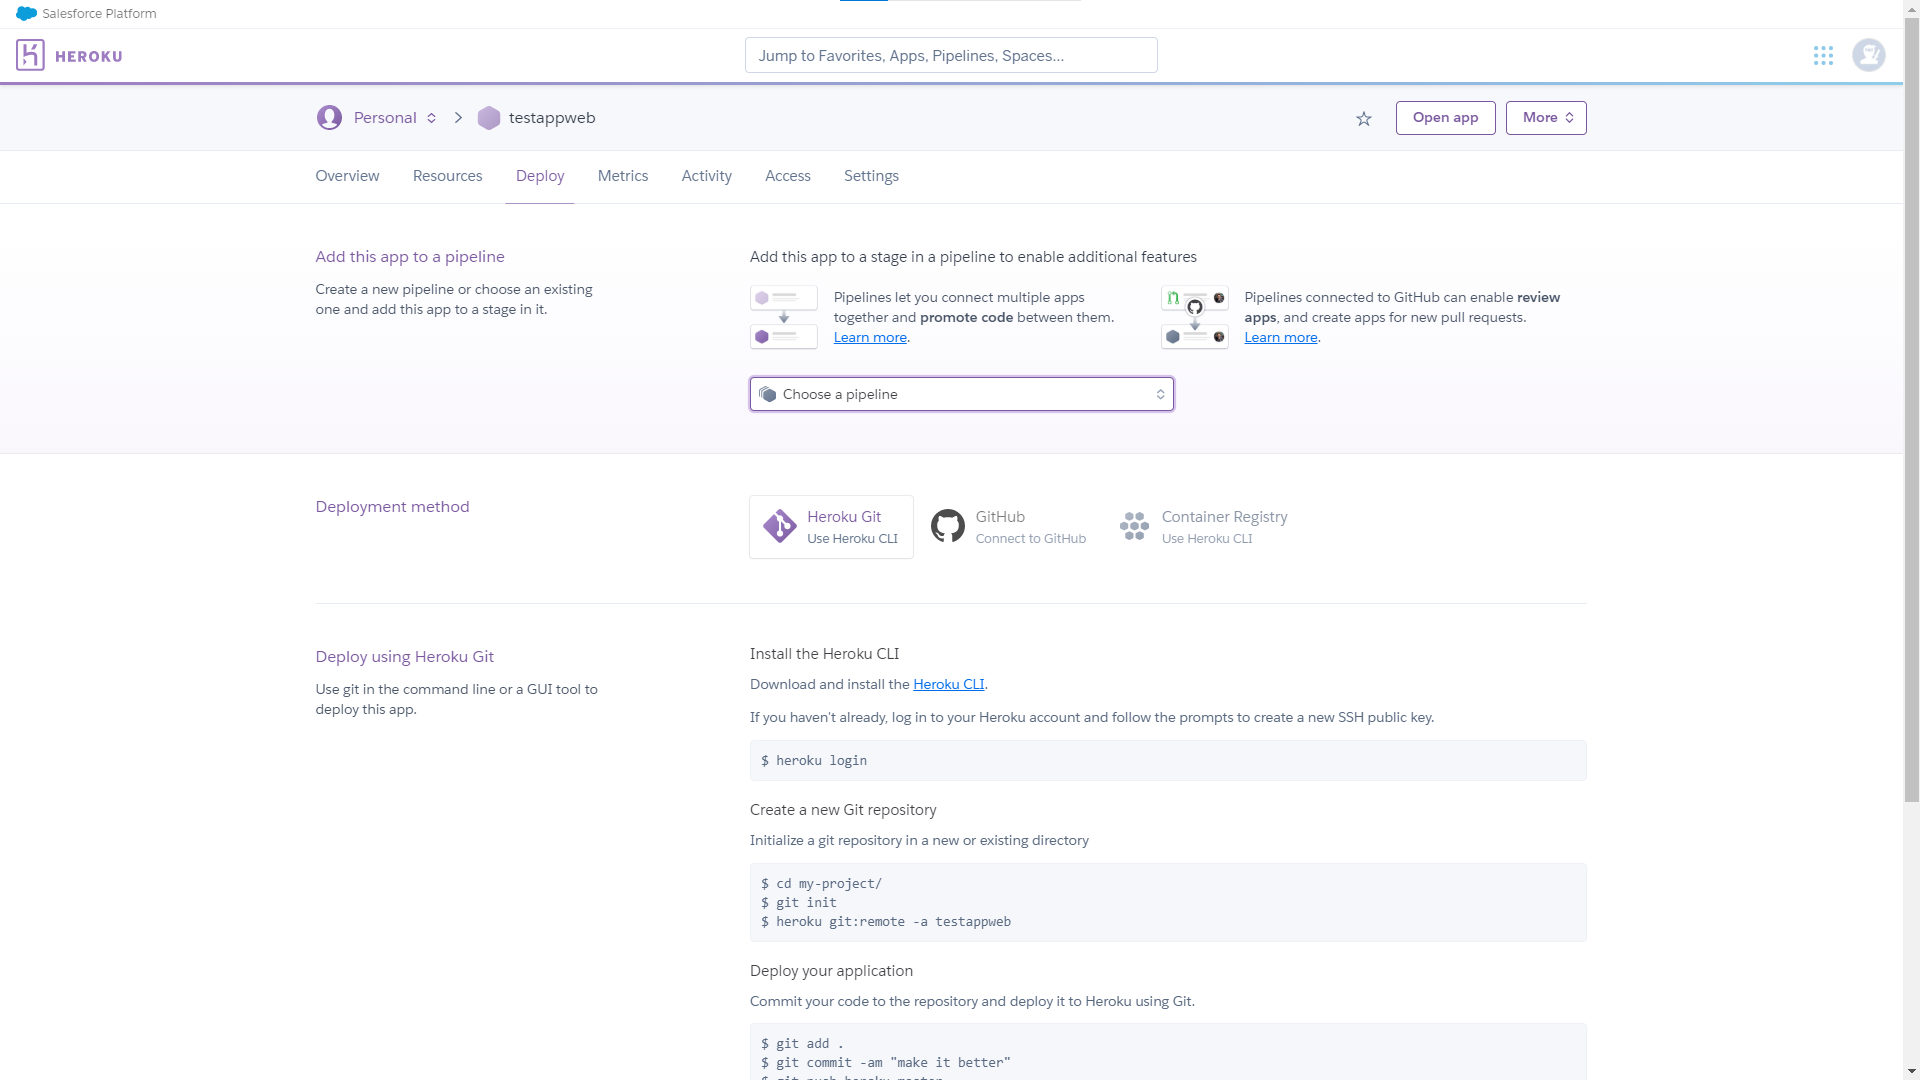 Salesforce Platform
HEROKU
Jump to Favorites, Apps, Pipelines, Spaces...
Personal
testappweb
Open app
More
Overview
Resources
Deploy
Metrics
Activity
Access
Settings
Add this app to a pipeline
Create a new pipeline or choose an existing
one and add this app to a stage in it.
Add this app to a stage in a pipeline to enable additional features
Pipelines let you connect multiple apps
together and promote code between them.
Learn more.
Pipelines connected to GitHub can enable review
apps, and create apps for new pull requests.
Learn more.
Choose a pipeline
Deployment method
Heroku Git
Use Heroku CLI
GitHub
Connect to GitHub
Container Registry
Use Heroku CLI
Deploy using Heroku Git
Use git in the command line or a GUI tool to
deploy this app.
Install the Heroku CLI
Download and install the Heroku CLI.
If you haven't already, log in to your Heroku account and follow the prompts to create a new SSH public key.
$ heroku login
Create a new Git repository
Initialize a git repository in a new or existing directory
$ cd my-project/
$ git init
$ heroku git:remote -a testappweb
Deploy your application
Commit your code to the repository and deploy it to Heroku using Git.
$ git add .
$ git commit -am "make it better"
$ git push heroku master